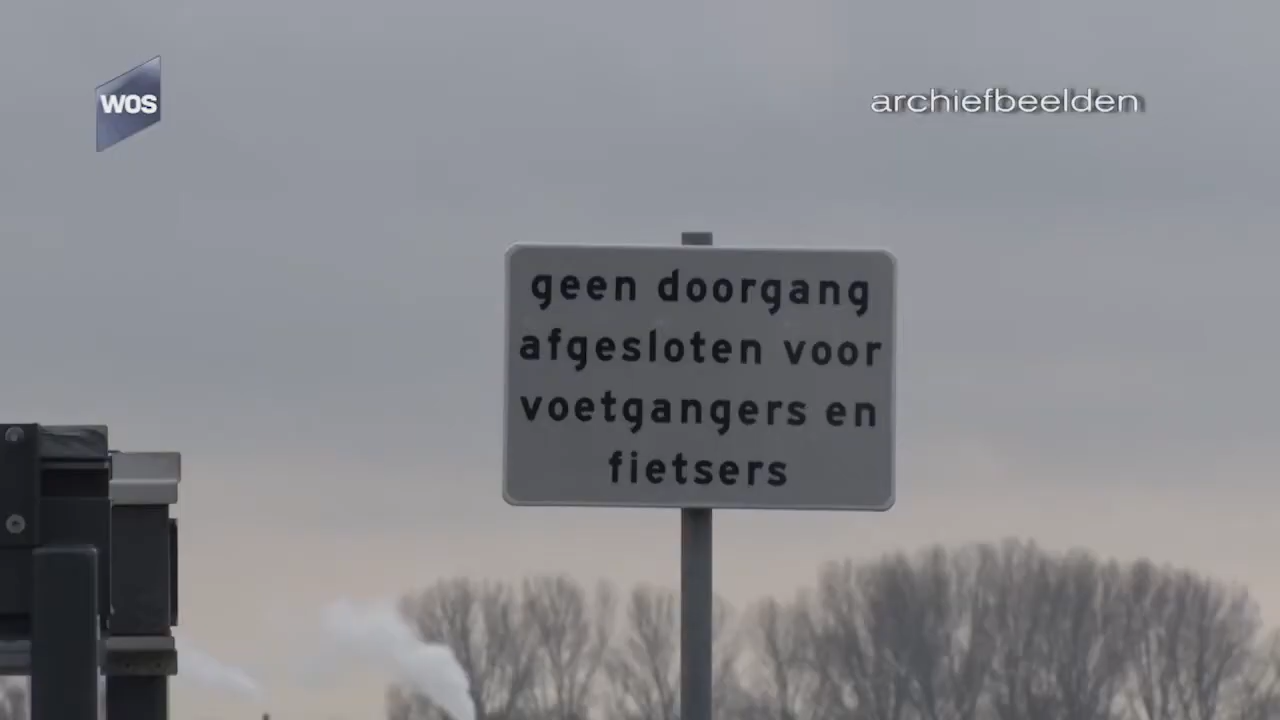 WOS
archiefbeelden
geen doorgang
afgesloten voor
voetgangers en
fietsers